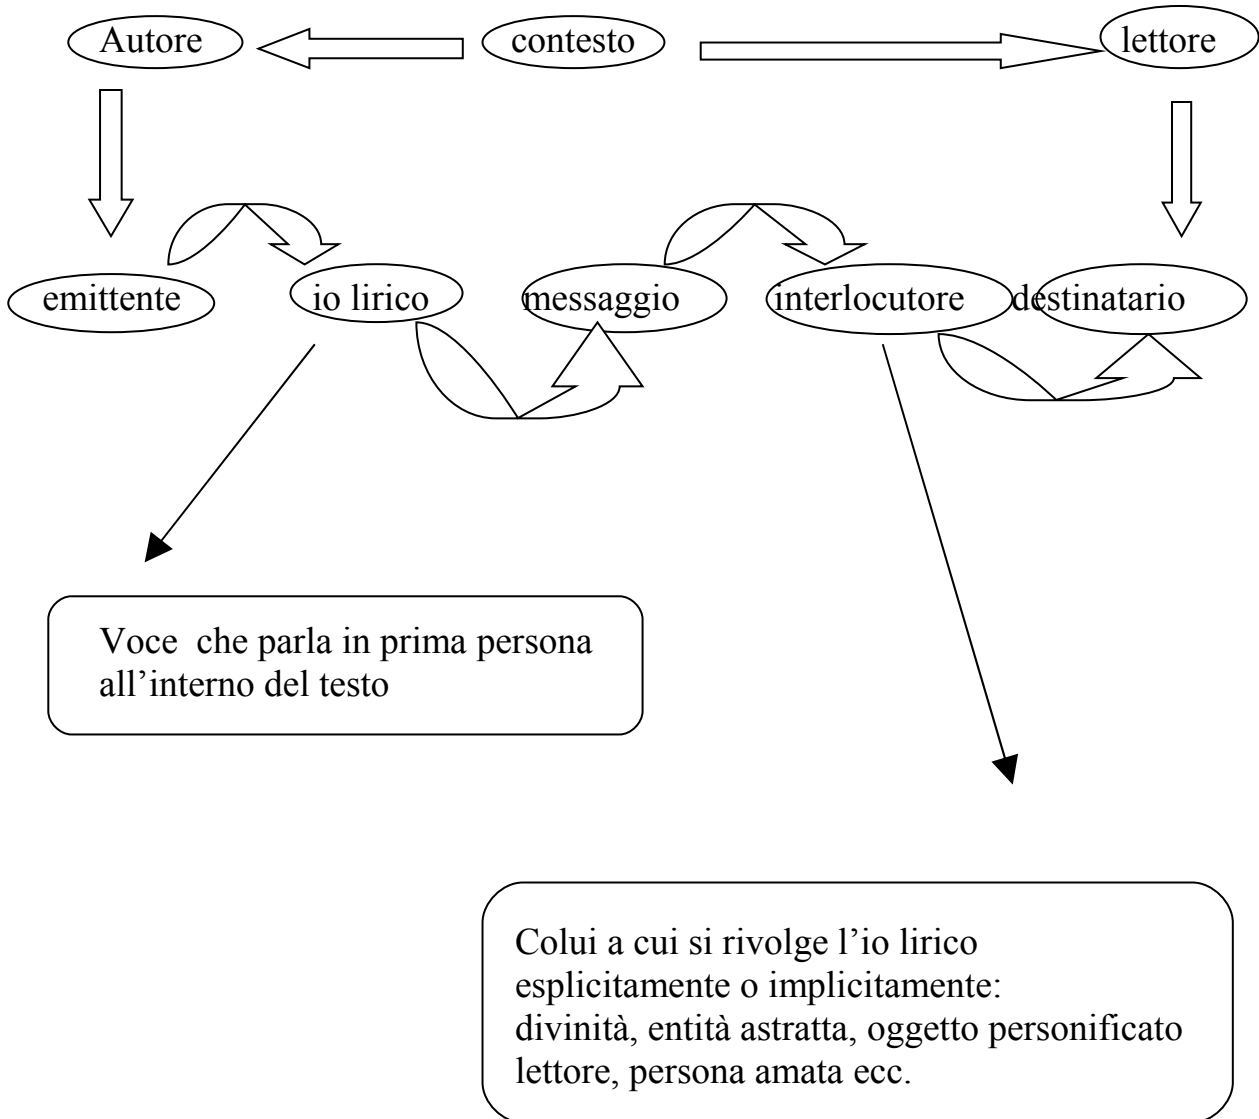 Autore contesto lettore
emittente io lirico messaggio interlocutore destinatario
Voce che parla in prima persona
all’interno del testo
Colui a cui si rivolge l’io lirico
esplicitamente o implicitamente:
divinità, entità astratta, oggetto personificato
lettore, persona amata ecc.